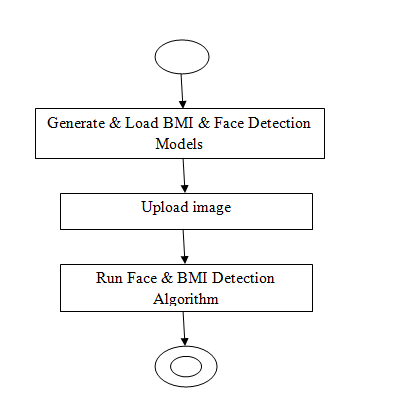 Generate & Load BMI & Face Detection
Models
Upload image
Run Face & BMI Detection
Algorithm